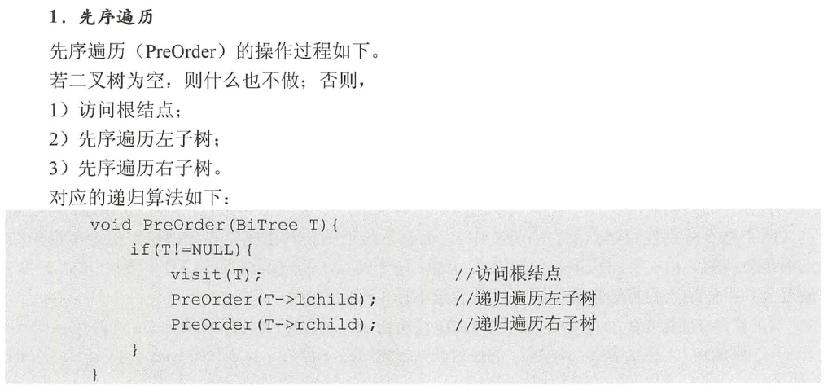 1．先序遍历
先序遍历（PreOrder）的操作过程如下。
若二叉树为空，则什么也不做；否则，
1）访问根结点；
2）先序遍历左子树；
3）先序遍历右子树。
对应的递归算法如下：
void PreOrder(BiTree T){
if(T!=NULL){
visit(T); //访问根结点
PreOrder(T->lchild); //递归遍历左子树
PreOrder(T->rchild); //递归遍历右子树
}
}